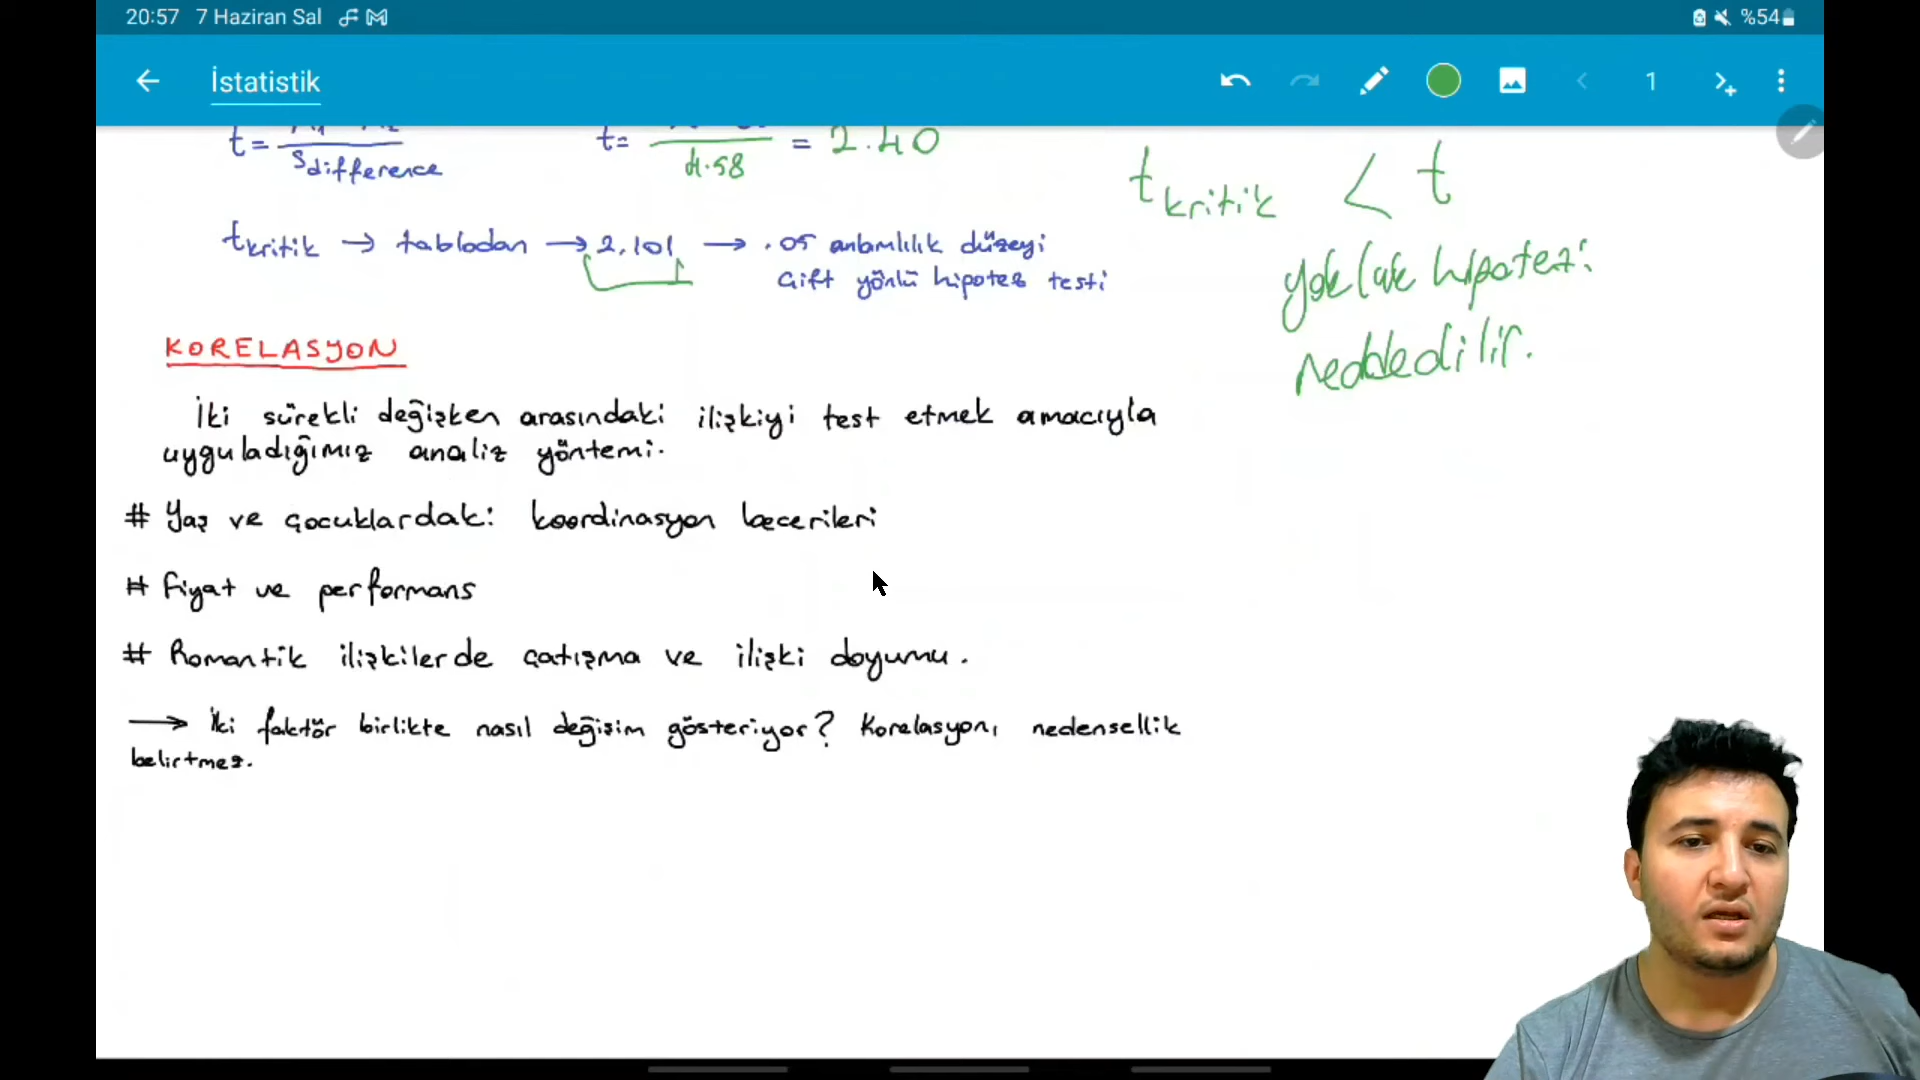 20:57 7 Haziran Sal %54
İstatistik 1
t= S difference t= 4.58 = 2.40
t kritik < t
t kritik → tablodan → 2.101 → .05 anlamlılık düzeyi
Çift yönlü hipotez testi
yokluk hipotezi
reddedilir.
KORELASYON
İki sürekli değişken arasındaki ilişkiyi test etmek amacıyla
uyguladığımız analiz yöntemi.
# Yaş ve çocuklardaki koordinasyon becerileri
# Fiyat ve performans
# Romantik ilişkilerde çatışma ve ilişki doyumu.
→ İki faktör birlikte nasıl değişim gösteriyor? Korelasyon, nedensellik
belirtmez.